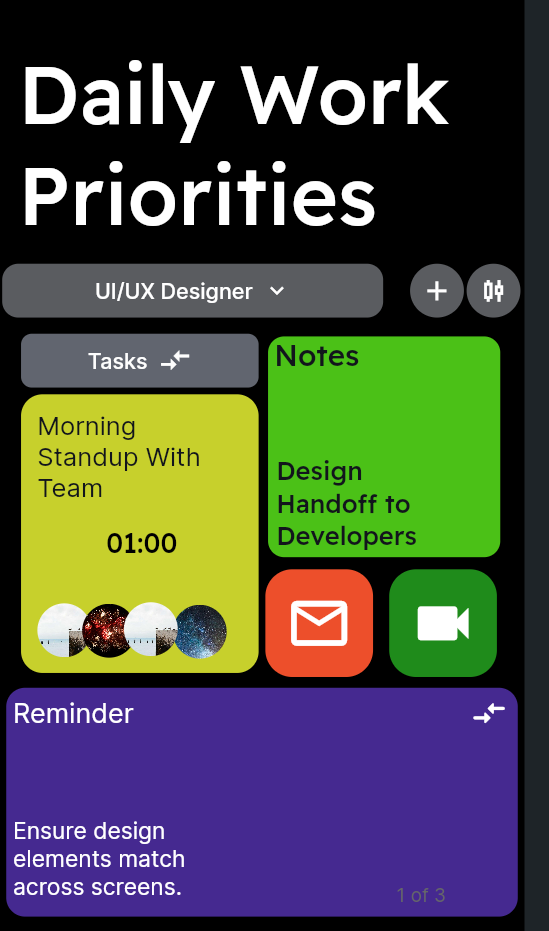 Daily Work
Priorities
UI/UX Designer
Tasks
Notes
Morning
Standup With
Team
01:00
Design
Handoff to
Developers
Reminder
Ensure design
elements match
across screens.
1 of 3